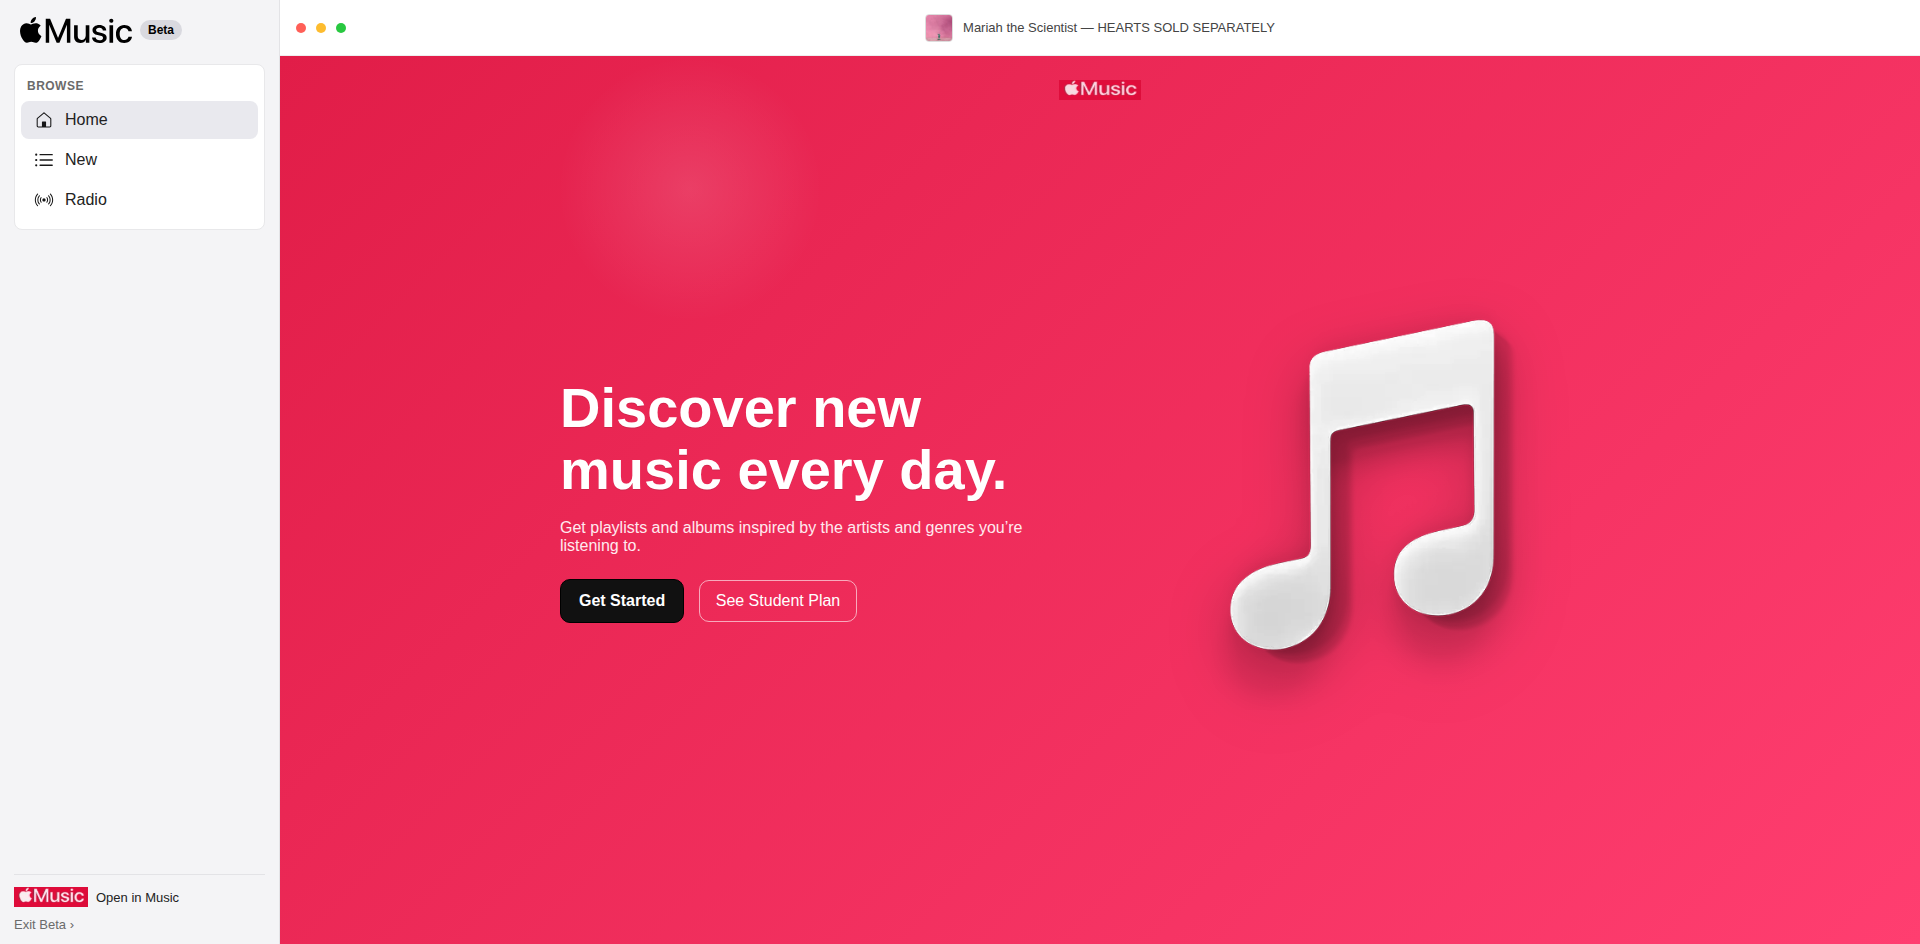 Music Beta
BROWSE
Home
New
Radio
Open in Music
Music
Exit Beta ›
Mariah the Scientist — HEARTS SOLD SEPARATELY
Music
Discover new
music every day.
Get playlists and albums inspired by the artists and genres you’re
listening to.
Get Started
See Student Plan